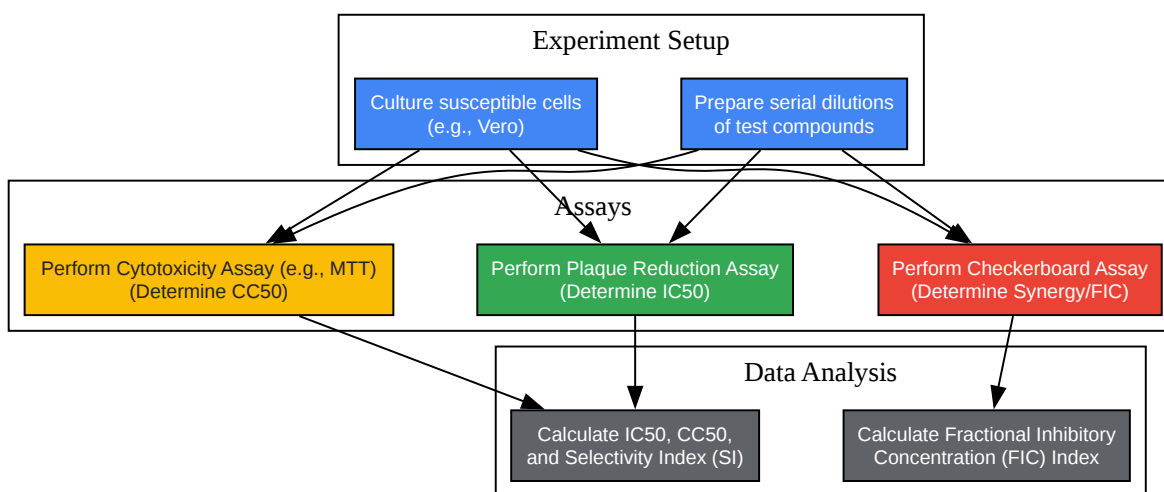 Experiment Setup
Culture susceptible cells
(e.g., Vero)
Prepare serial dilutions
of test compounds
Assays
Perform Cytotoxicity Assay (e.g., MTT)
(Determine CC50)
Perform Plaque Reduction Assay
(Determine IC50)
Perform Checkerboard Assay
(Determine Synergy/FIC)
Data Analysis
Calculate IC50, CC50,
and Selectivity Index (SI)
Calculate Fractional Inhibitory
Concentration (FIC) Index